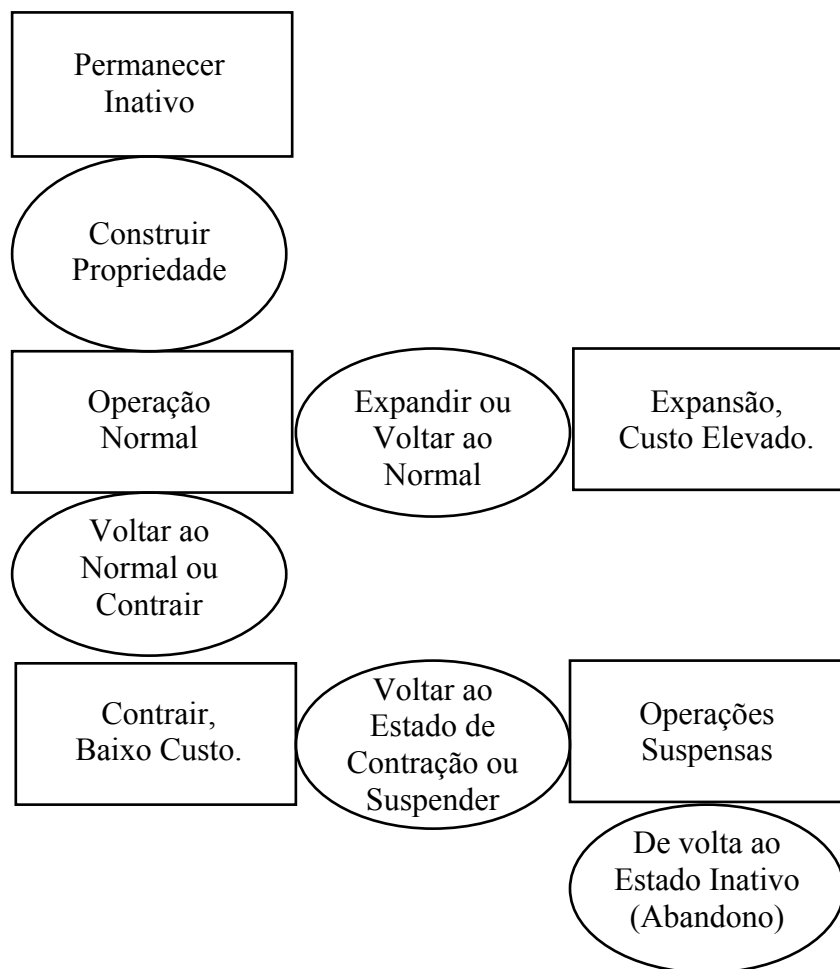 Permanecer
Inativo
Construir
Propriedade
Operação
Normal
Expandir ou
Voltar ao
Normal
Expansão,
Custo Elevado.
Voltar ao
Normal ou
Contrair
Contrair,
Baixo Custo.
Voltar ao
Estado de
Contração ou
Suspender
Operações
Suspensas
De volta ao
Estado Inativo
(Abandono)